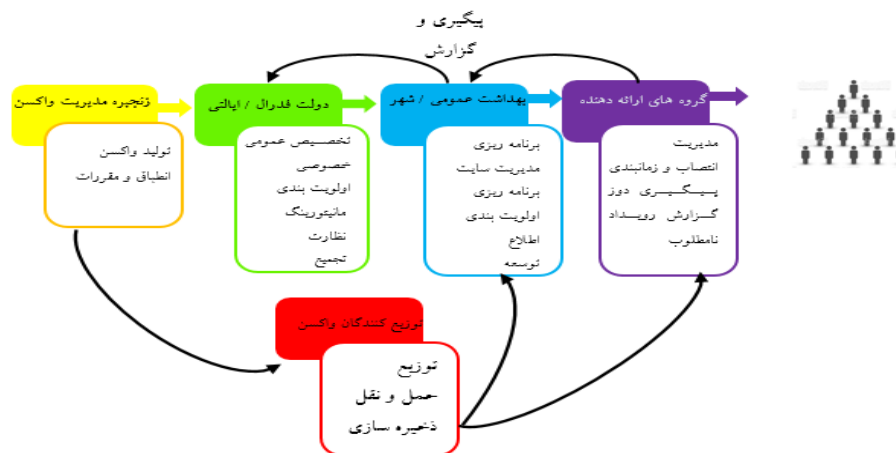 پیگیری و
گزارش
زنجیره مدیریت واکسن
تولید واکسن
انطباق و مقررات
دولت فدرال / ایالتی
تخصیص عمومی
خصوصی
اولویت بندی
مانیتورینگ
نظارت
تجمیع
بهداشت عمومی / شهر
برنامه ریزی
مدیریت سایت
برنامه ریزی
اولویت بندی
اطلاع
توسعه
گروه های ارائه دهنده
مدیریت
انتصاب و زمانبندی
پیگیری دوز
گزارش رویداد
نامطلوب
توزیع کنندگان واکسن
توزیع
حمل و نقل
ذخیره سازی